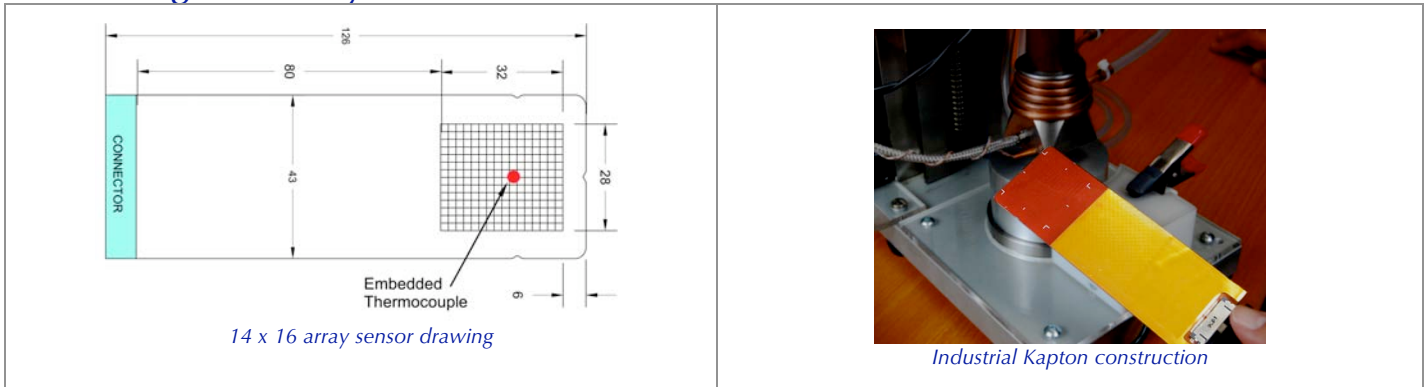 126
80
32
CONNECTOR
43
28
Embedded
Thermocouple
6
14 x 16 array sensor drawing
Industrial Kapton construction